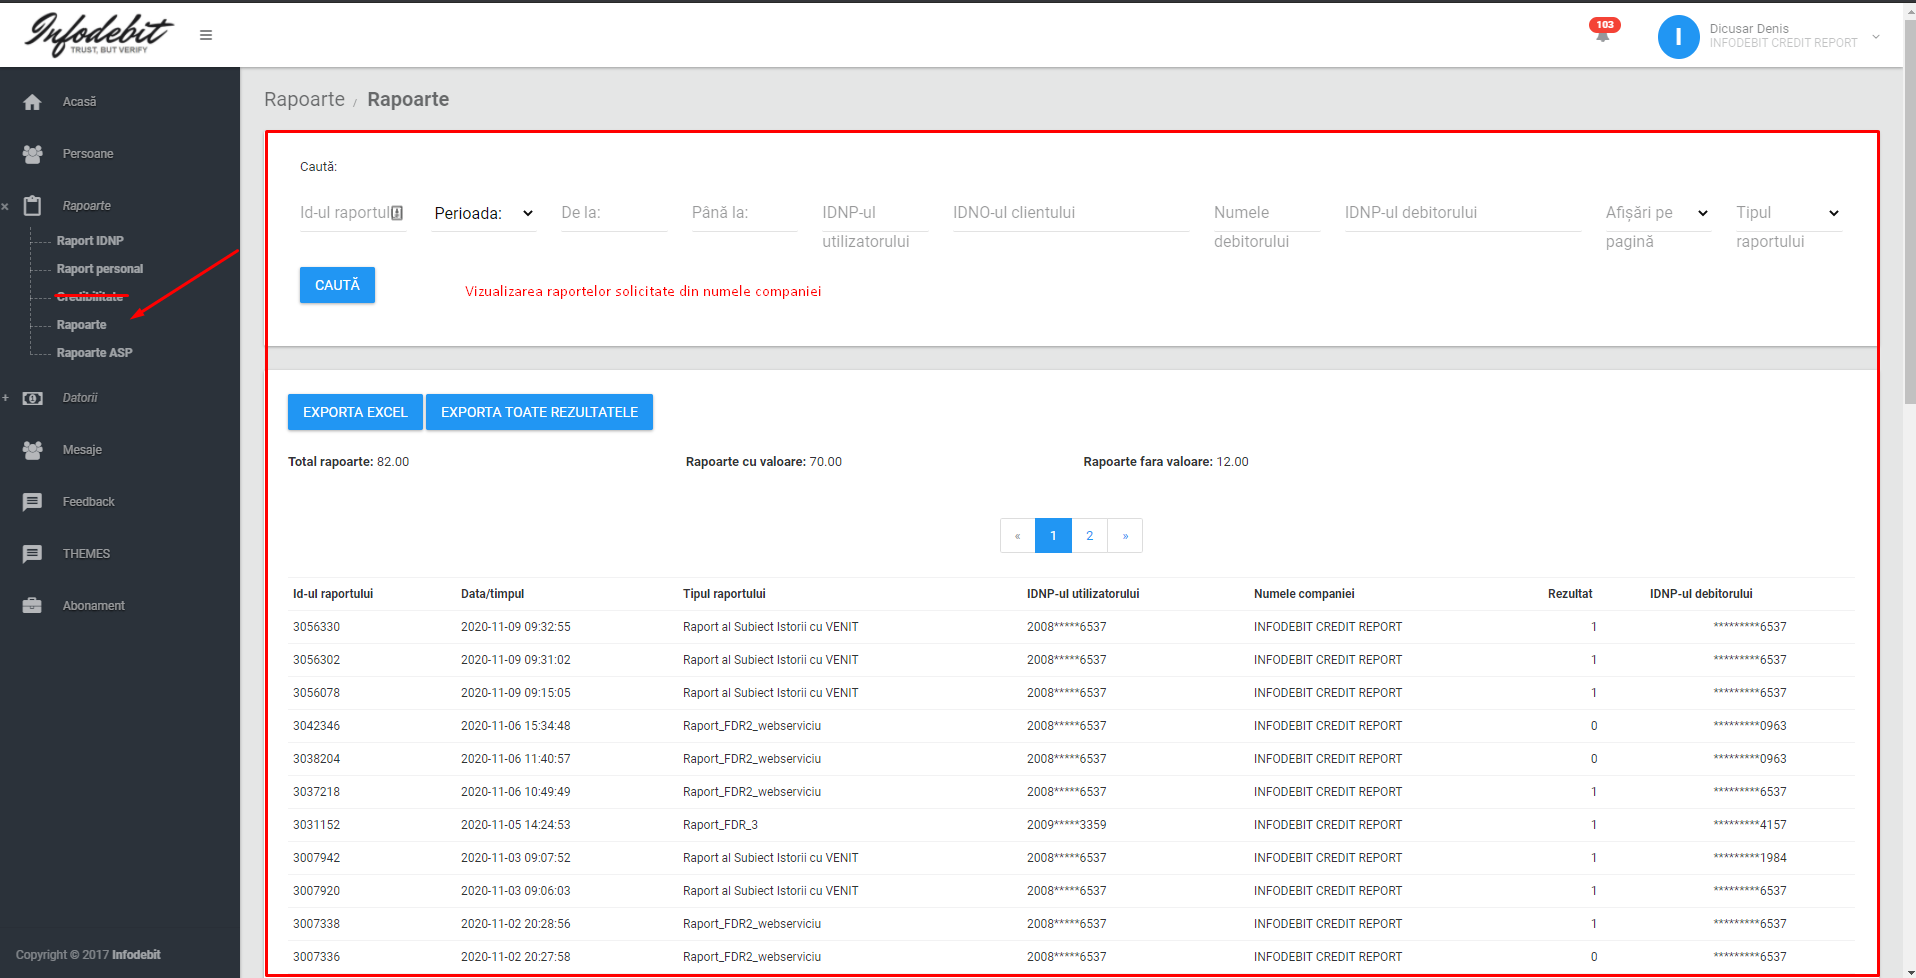 Infodebit
TRUST, BUT VERIFY
103
I
Dicusar Denis
INFODEBIT CREDIT REPORT
Acasă
Persoane
Rapoarte
Raport IDNP
Raport personal
Credibilitate
Rapoarte
Rapoarte ASP
Datorii
Mesaje
Feedback
THEMES
Abonament
Copyright © 2017 Infodebit
Rapoarte / Rapoarte
Caută:
Id-ul raportul
Perioada:
De la:
Până la:
IDNP-ul utilizatorului
IDNO-ul clientului
Numele debitorului
IDNP-ul debitorului
Afișări pe pagină
Tipul raportului
CAUTĂ
Vizualizarea raportelor solicitate din numele companiei
EXPORTA EXCEL EXPORTA TOATE REZULTATELE
Total rapoarte: 82.00 Rapoarte cu valoare: 70.00 Rapoarte fara valoare: 12.00
« 1 2 »
Id-ul raportului Data/timpul Tipul raportului IDNP-ul utilizatorului Numele companiei Rezultat IDNP-ul debitorului
3056330 2020-11-09 09:32:55 Raport al Subiect Istorii cu VENIT 2008*****6537 INFODEBIT CREDIT REPORT 1 *********6537
3056302 2020-11-09 09:31:02 Raport al Subiect Istorii cu VENIT 2008*****6537 INFODEBIT CREDIT REPORT 1 *********6537
3056078 2020-11-09 09:15:05 Raport al Subiect Istorii cu VENIT 2008*****6537 INFODEBIT CREDIT REPORT 1 *********6537
3042346 2020-11-06 15:34:48 Raport_FDR2_webserviciu 2008*****6537 INFODEBIT CREDIT REPORT 0 *********0963
3038204 2020-11-06 11:40:57 Raport_FDR2_webserviciu 2008*****6537 INFODEBIT CREDIT REPORT 0 *********0963
3037218 2020-11-06 10:49:49 Raport_FDR2_webserviciu 2008*****6537 INFODEBIT CREDIT REPORT 1 *********6537
3031152 2020-11-05 14:24:53 Raport_FDR_3 2009*****3359 INFODEBIT CREDIT REPORT 1 *********4157
3007942 2020-11-03 09:07:52 Raport al Subiect Istorii cu VENIT 2008*****6537 INFODEBIT CREDIT REPORT 1 *********1984
3007920 2020-11-03 09:06:03 Raport al Subiect Istorii cu VENIT 2008*****6537 INFODEBIT CREDIT REPORT 1 *********6537
3007338 2020-11-02 20:28:56 Raport_FDR2_webserviciu 2008*****6537 INFODEBIT CREDIT REPORT 1 *********6537
3007336 2020-11-02 20:27:58 Raport_FDR2_webserviciu 2008*****6537 INFODEBIT CREDIT REPORT 0 *********6537